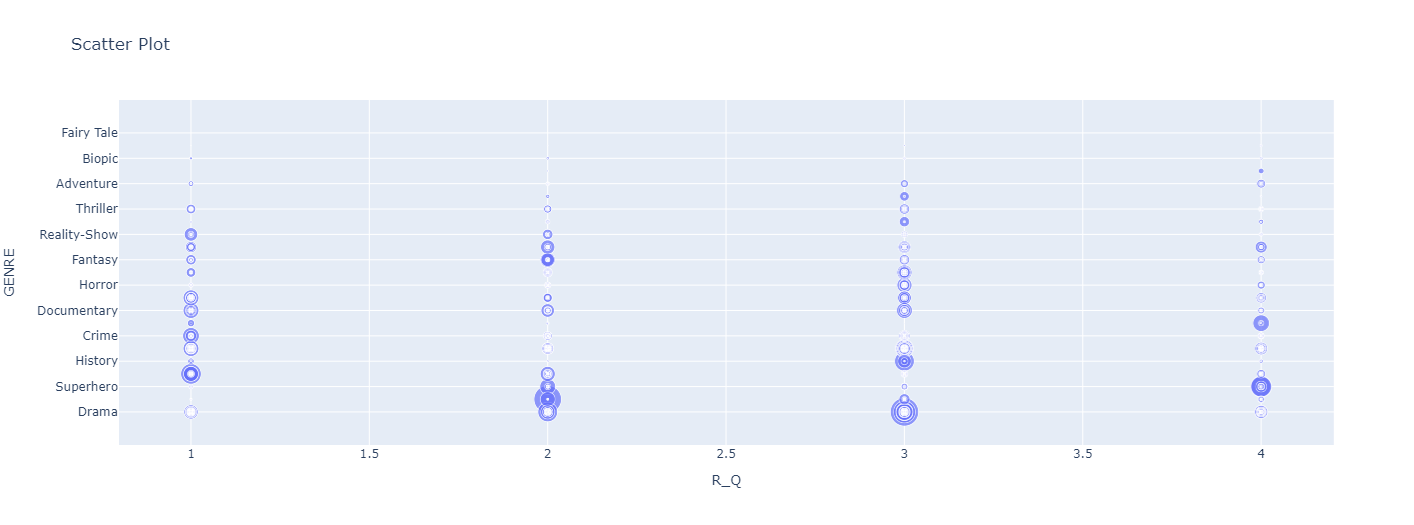 Scatter Plot
GENRE
Fairy Tale
Biopic
Adventure
Thriller
Reality-Show
Fantasy
Horror
Documentary
Crime
History
Superhero
Drama
1 1.5 2 2.5 3 3.5 4
R_Q